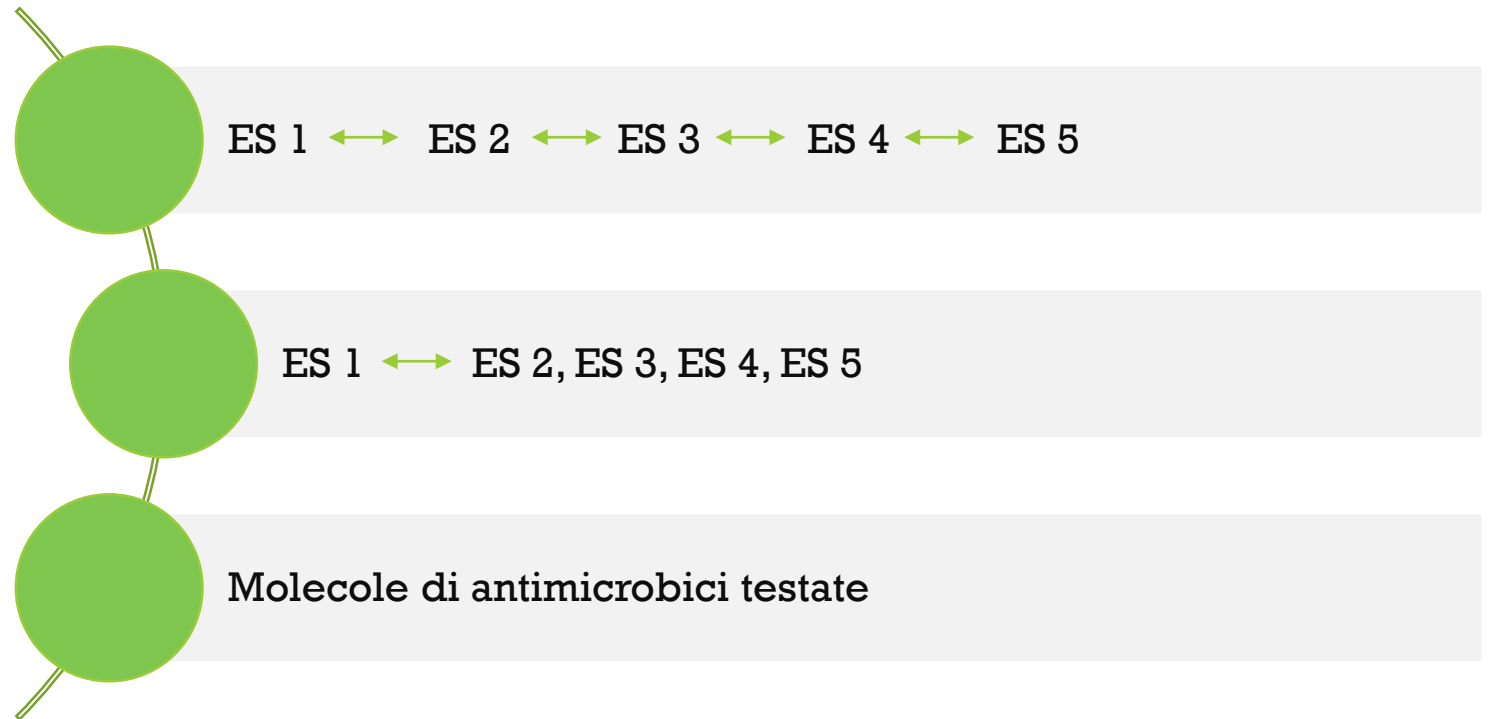 ES 1 ↔ ES 2 ↔ ES 3 ↔ ES 4 ↔ ES 5
ES 1 ↔ ES 2, ES 3, ES 4, ES 5
Molecole di antimicrobici testate